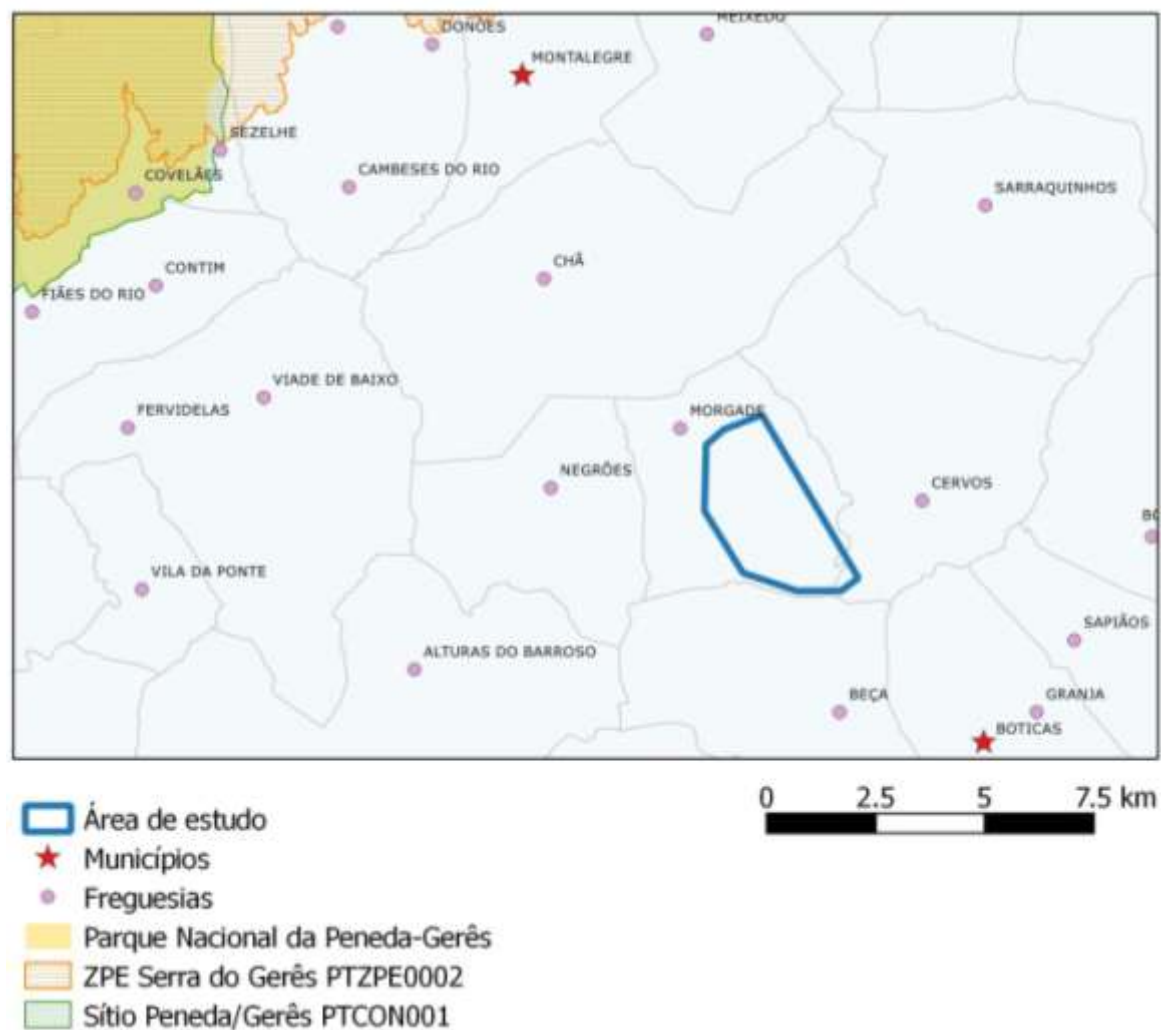 MEIXEDO
DONÕES
MONTALEGRE
SEZELHE
COVELÃES
CAMBESES DO RIO
SARRAQUINHOS
CHÃ
CONTIM
FIÃES DO RIO
VIADE DE BAIXO
FERVIDELAS
MORGADE
NEGRÕES
CERVOS
BO
VILA DA PONTE
SAPIÃOS
ALTURAS DO BARROSO
BEÇA
GRANJA
BOTICAS
0 2.5 5 7.5 km
Área de estudo
Municípios
Freguesias
Parque Nacional da Peneda-Gerês
ZPE Serra do Gerês PTZPE0002
Sítio Peneda/Gerês PTCON001